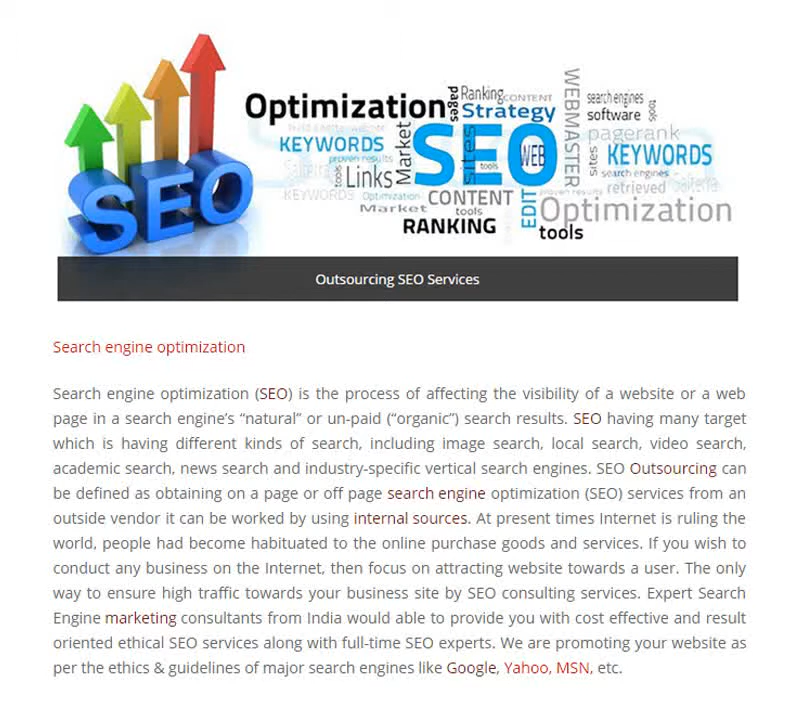 SEO
Optimization
pages
Ranking
CONTENT
Strategy
WEBMASTER
search engines
software
tools
KEYWORDS
proven results
Market
SEO
sites
tools
WEB
pagerank
sites
KEYWORDS
search engines
retrieved
tools
Links
KEYWORDS
Optimization
Market
CONTENT
tools
RANKING
EDIT
proven results
Optimization
tools
Outsourcing SEO Services
Search engine optimization
Search engine optimization (SEO) is the process of affecting the visibility of a website or a web
page in a search engine’s “natural” or un-paid (“organic”) search results. SEO having many target
which is having different kinds of search, including image search, local search, video search,
academic search, news search and industry-specific vertical search engines. SEO Outsourcing can
be defined as obtaining on a page or off page search engine optimization (SEO) services from an
outside vendor it can be worked by using internal sources. At present times Internet is ruling the
world, people had become habituated to the online purchase goods and services. If you wish to
conduct any business on the Internet, then focus on attracting website towards a user. The only
way to ensure high traffic towards your business site by SEO consulting services. Expert Search
Engine marketing consultants from India would able to provide you with cost effective and result
oriented ethical SEO services along with full-time SEO experts. We are promoting your website as
per the ethics & guidelines of major search engines like Google, Yahoo, MSN, etc.